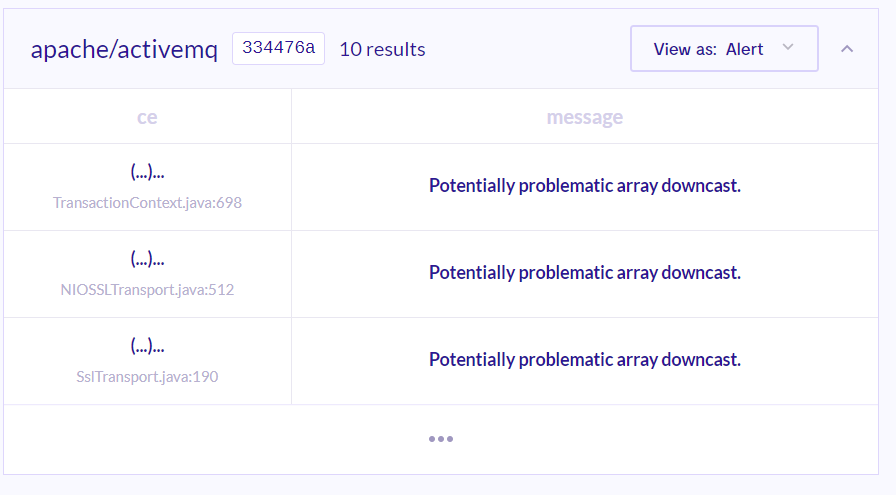 apache/activemq 334476a 10 results View as: Alert
ce message
(...)... 
TransactionContext.java:698
Potentially problematic array downcast.
(...)... 
NIOSSLTransport.java:512
Potentially problematic array downcast.
(...)... 
SslTransport.java:190
Potentially problematic array downcast.
•••